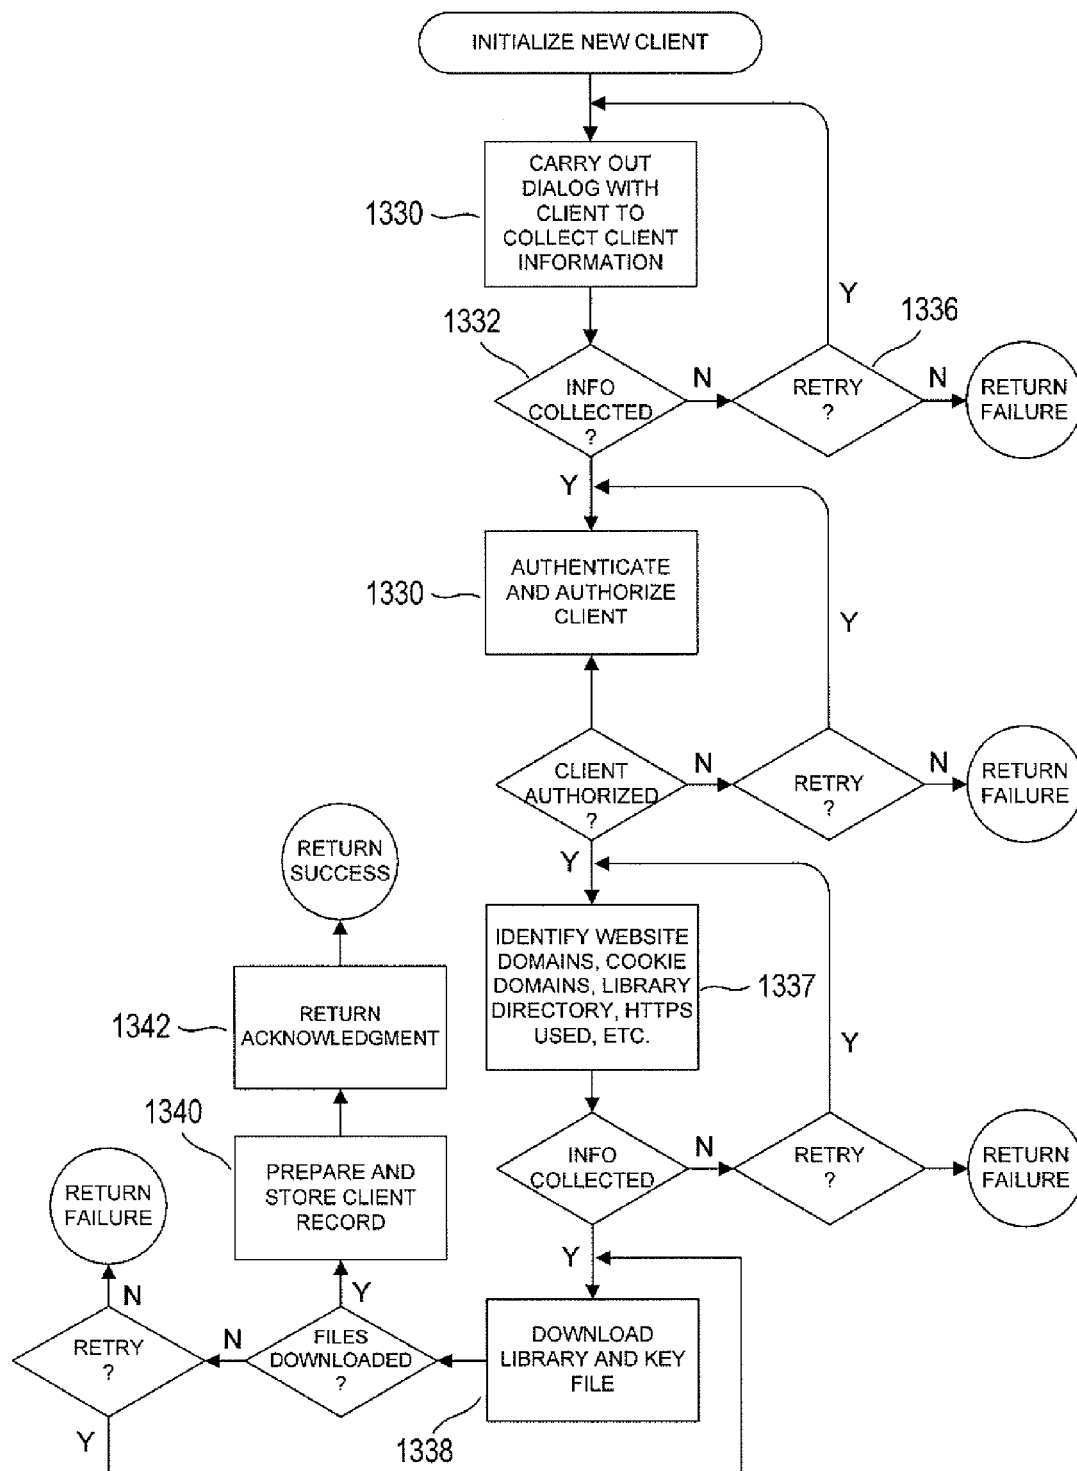 INITIALIZE NEW CLIENT
CARRY OUT
DIALOG WITH
CLIENT TO
COLLECT CLIENT
INFORMATION
1330
Y
1332
1336
INFO
COLLECTED
?
N
RETRY
?
N
RETURN
FAILURE
Y
AUTHENTICATE
AND AUTHORIZE
CLIENT
1330
Y
CLIENT
AUTHORIZED
?
N
RETRY
?
N
RETURN
FAILURE
RETURN
SUCCESS
Y
IDENTIFY WEBSITE
DOMAINS, COOKIE
DOMAINS, LIBRARY
DIRECTORY, HTTPS
USED, ETC.
1337
RETURN
ACKNOWLEDGMENT
1342
Y
1340
INFO
COLLECTED
N
RETRY
?
RETURN
FAILURE
PREPARE AND
STORE CLIENT
RECORD
RETURN
FAILURE
Y
N
Y
DOWNLOAD
LIBRARY AND KEY
FILE
FILES
DOWNLOADED
?
N
RETRY
?
Y
1338